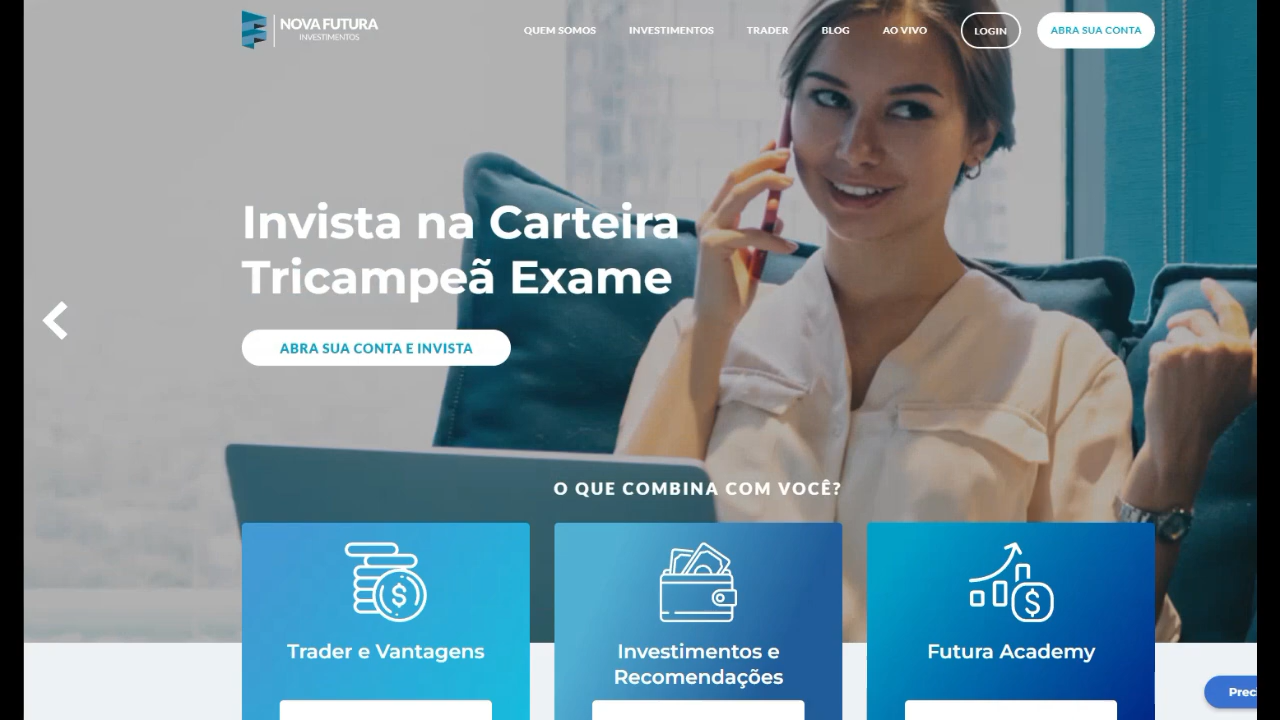 NOVA FUTURA
INVESTIMENTOS
QUEM SOMOS INVESTIMENTOS TRADER BLOG AO VIVO LOGIN ABRA SUA CONTA
Invista na Carteira
Tricampeã Exame
ABRA SUA CONTA E INVISTA
O QUE COMBINA COM VOCÊ?
Trader e Vantagens
Investimentos e
Recomendações
Futura Academy